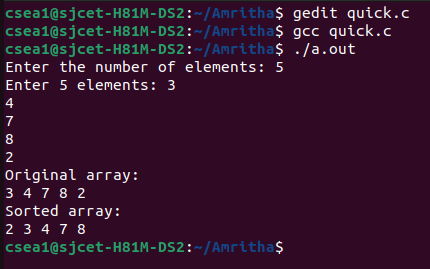 csea1@sjcet-H81M-DS2:~/Amritha$ gedit quick.c
csea1@sjcet-H81M-DS2:~/Amritha$ gcc quick.c
csea1@sjcet-H81M-DS2:~/Amritha$ ./a.out
Enter the number of elements: 5
Enter 5 elements: 3
4
7
8
2
Original array:
3 4 7 8 2
Sorted array:
2 3 4 7 8
csea1@sjcet-H81M-DS2:~/Amritha$